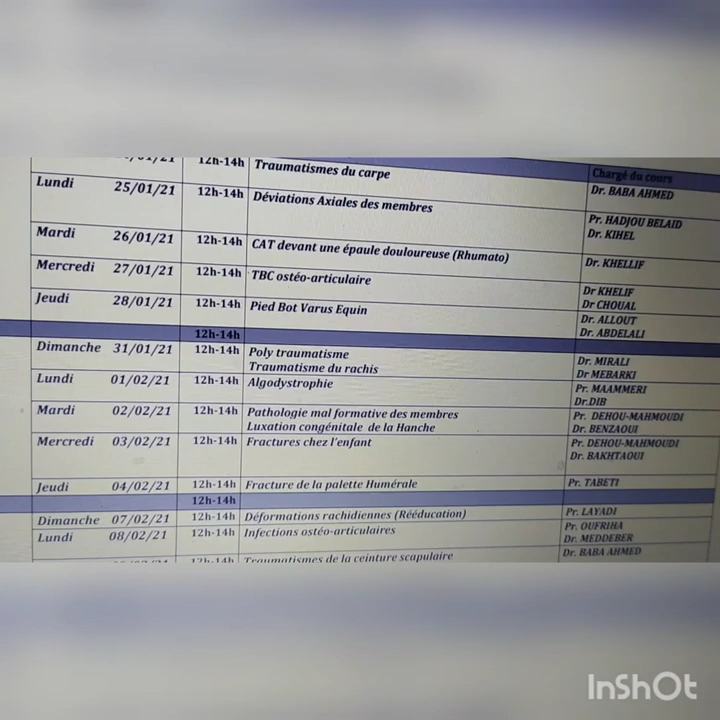 12h-14h Traumatismes du carpe Chargé du cours
Dr. BABA AHMED
Lundi 25/01/21 12h-14h Déviations Axiales des membres Pr. HADJOU BELAID
Dr. KIHEL
Mardi 26/01/21 12h-14h CAT devant une épaule douloureuse (Rhumato) Dr. KHELLIF
Mercredi 27/01/21 12h-14h TBC ostéo-articulaire Dr KHELIF
Dr CHOUAL
Jeudi 28/01/21 12h-14h Pied Bot Varus Equin Dr. ALLOUT
Dr. ABDELALI
12h-14h
Dimanche 31/01/21 12h-14h Poly traumatisme Dr. MIRALI
Traumatisme du rachis Dr MEBARKI
Lundi 01/02/21 12h-14h Algodystrophie Pr. MAAMMERI
Dr.DIB
Mardi 02/02/21 12h-14h Pathologie mal formative des membres Pr. DEHOU-MAHMOUDI
Luxation congénitale de la Hanche Dr. BENZAOUI
Mercredi 03/02/21 12h-14h Fractures chez l'enfant Pr. DEHOU-MAHMOUDI
Dr. BAKHTAOUI
Jeudi 04/02/21 12h-14h Fracture de la palette Humérale Pr. TABETI
12h-14h
Dimanche 07/02/21 12h-14h Déformations rachidiennes (Rééducation) Pr. LAYADI
Lundi 08/02/21 12h-14h Infections ostéo-articulaires Pr. OUFRIHA
Dr. MEDDEBER
12h-14h Traumatismes de la ceinture scapulaire Dr. BABA AHMED
InShOt